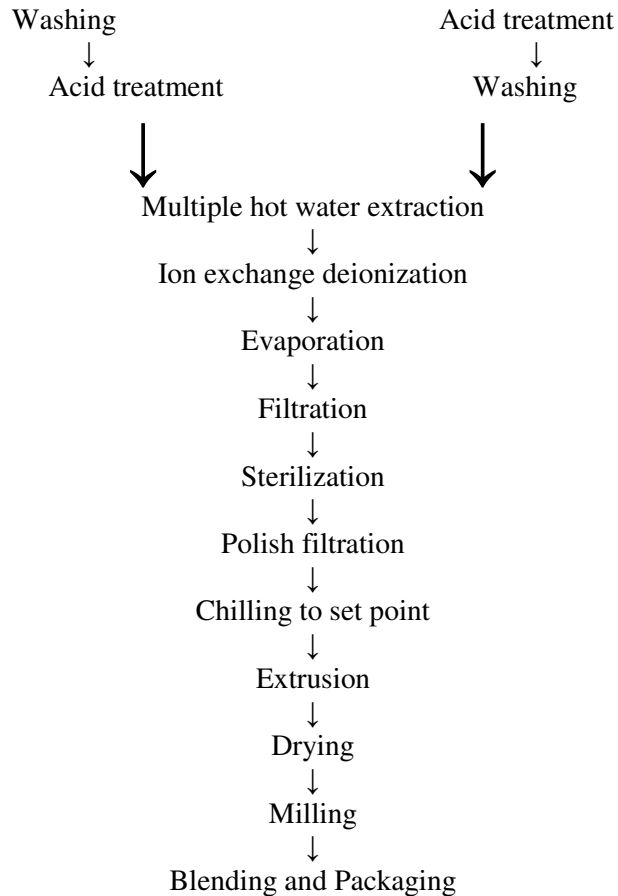 Washing
Acid treatment
Acid treatment
Washing
Multiple hot water extraction
Ion exchange deionization
Evaporation
Filtration
Sterilization
Polish filtration
Chilling to set point
Extrusion
Drying
Milling
Blending and Packaging